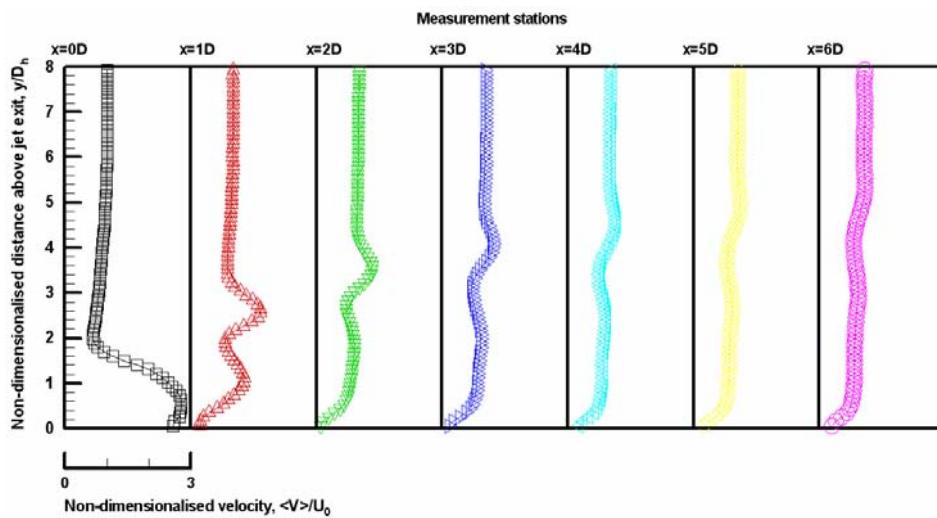 Measurement stations
x=0D x=1D x=2D x=3D x=4D x=5D x=6D
Non-dimensionalised distance above jet exit, y/Dh
8
7
6
5
4
3
2
1
0
0 3
Non-dimensionalised velocity, <V>/U0